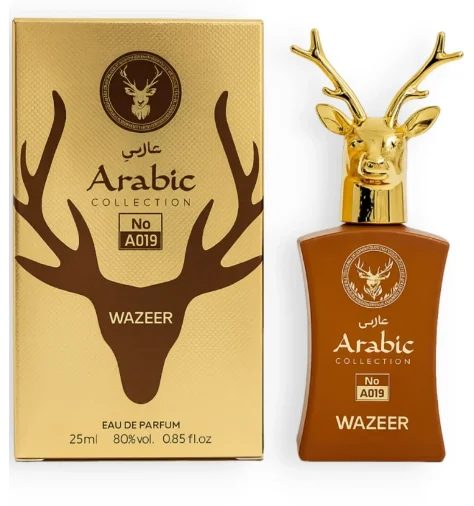 عاربي
Arabic
COLLECTION
No
A019
WAZEER
EAU DE PARFUM
25ml 80%vol. 0.85 fl.oz
عاربي
Arabic
COLLECTION
No
A019
WAZEER